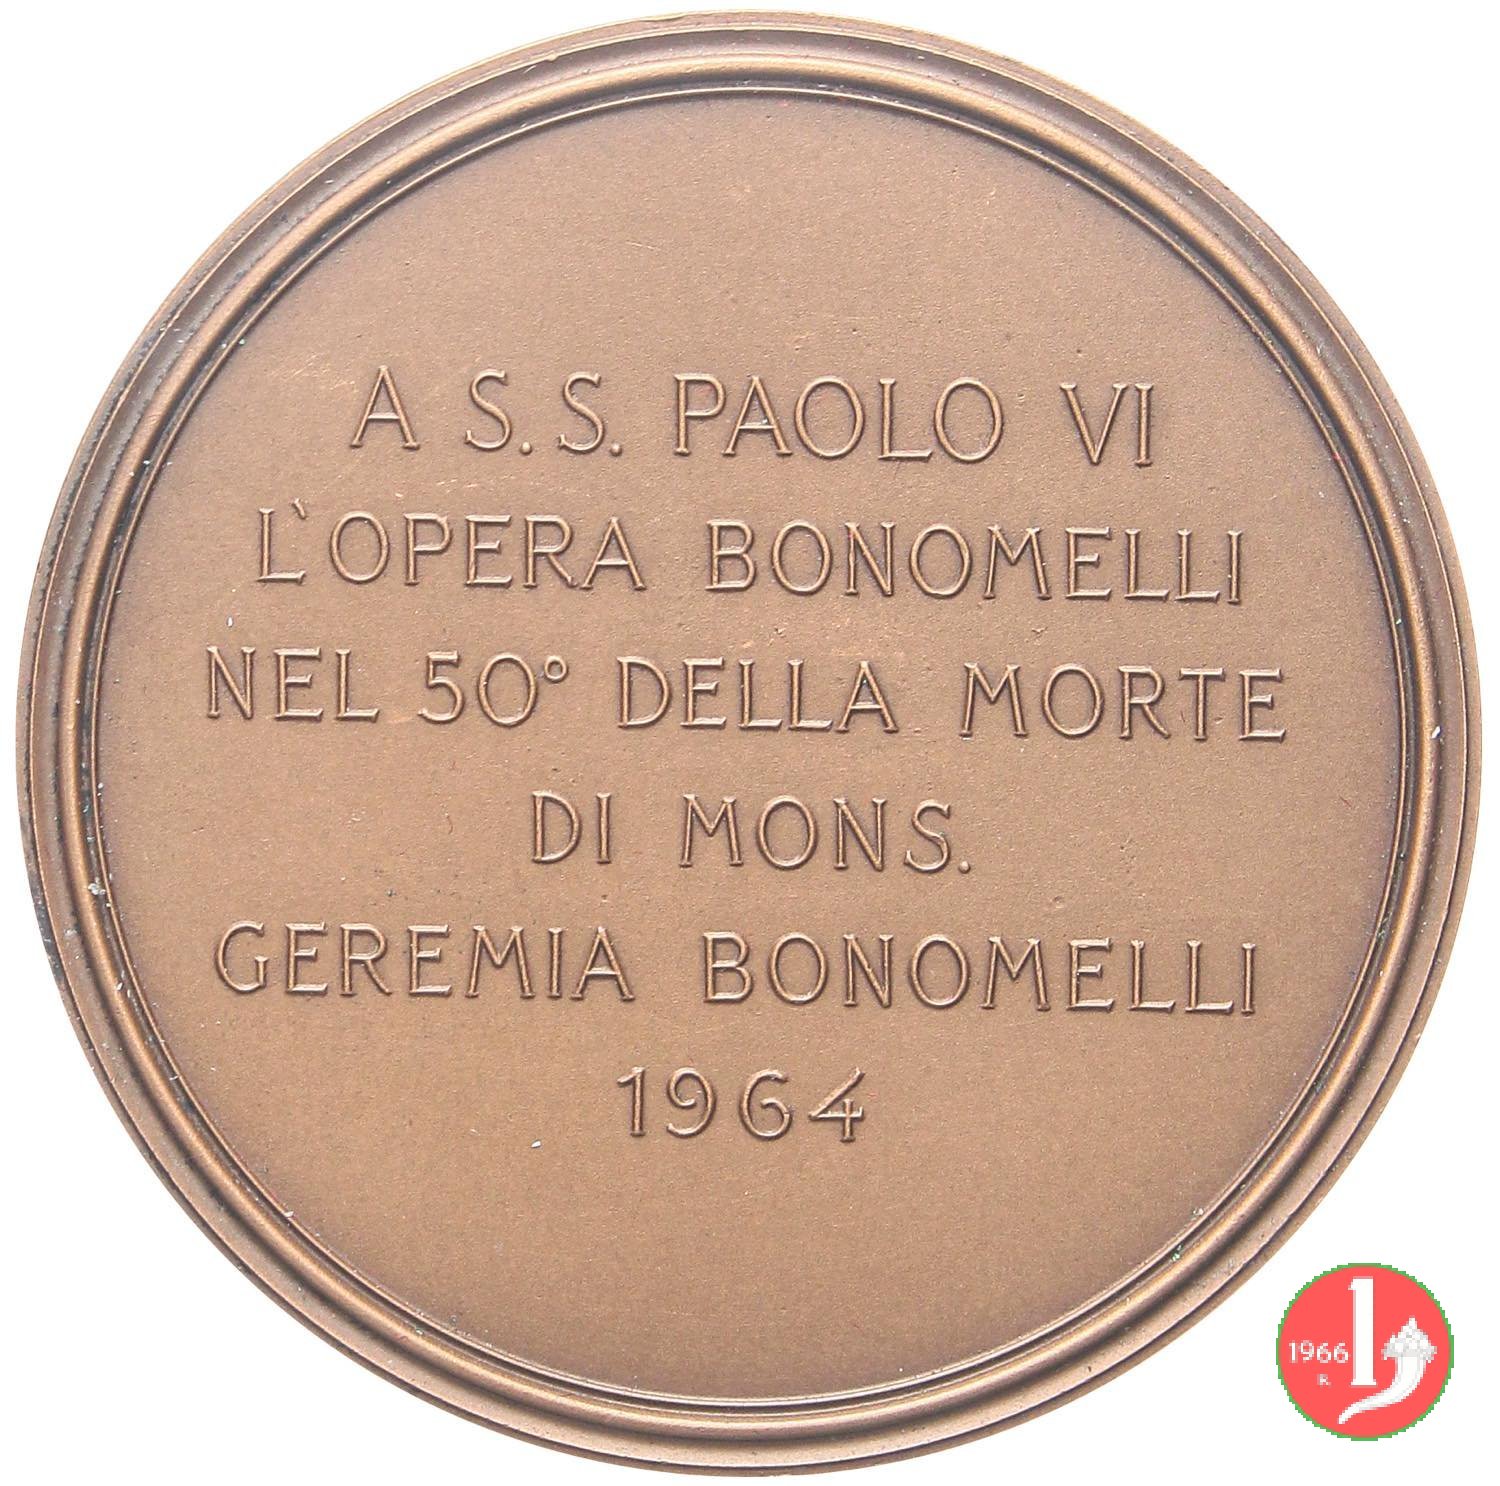 A S.S. PAOLO VI
L'OPERA BONOMELLI
NEL 50° DELLA MORTE
DI MONS.
GEREMIA BONOMELLI
1964
1966
R